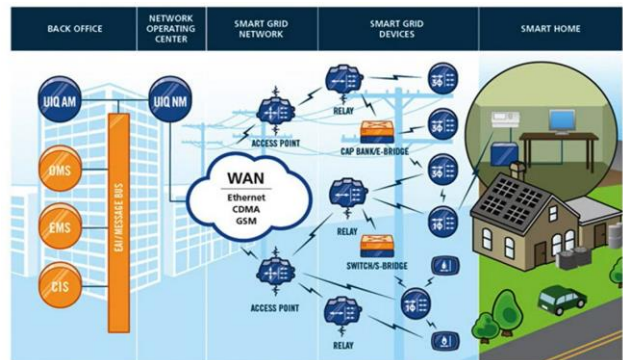 BACK OFFICE
NETWORK
OPERATING
CENTER
SMART GRID
NETWORK
SMART GRID
DEVICES
SMART HOME
UIQ AM
UIQ NM
OMS
EMS
CIS
EAI/MESSAGE BUS
ACCESS POINT
WAN
Ethernet
CDMA
GSM
ACCESS POINT
RELAY
CAP BANK/E-BRIDGE
RELAY
SWITCH/S-BRIDGE
RELAY